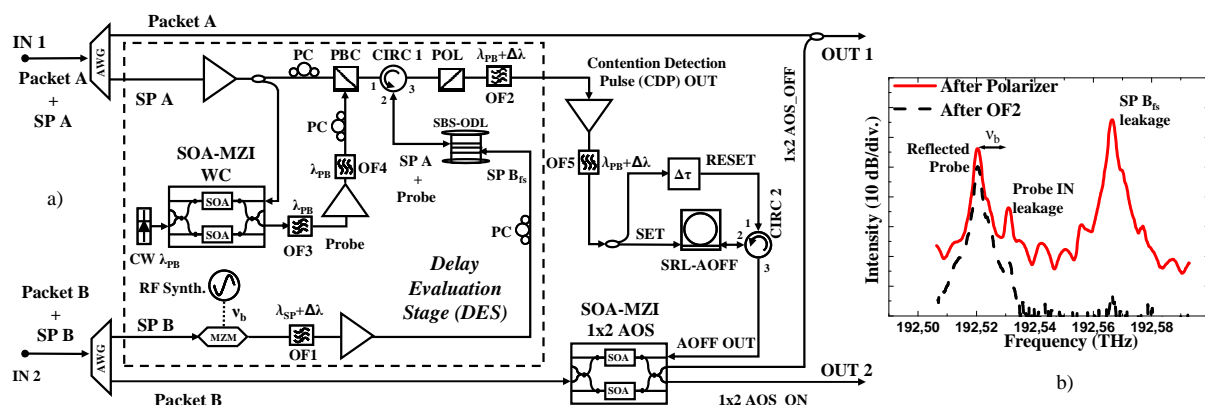 Packet A
IN 1
AWG
Packet A
+
SP A
SP A
a)
PC
PBC
CIRC 1
POL
λPB+Δλ
OF2
1
2
3
Contention Detection
Pulse (CDP) OUT
OUT 1
1x2 AOS_OFF
PC
SBS-ODL
SP A
+
Probe
SP Bfs
SOA-MZI
WC
SOA
SOA
λPB
OF4
λPB
OF3
Probe
CW λPB
PC
OF5
λPB+Δλ
RESET
Δτ
SET
SRL-AOFF
1
2
3
CIRC 2
Packet B
+
SP B
RF Synth.
νb
SP B
MZM
λSP+Δλ
OF1
Delay
Evaluation
Stage (DES)
AWG
IN 2
Packet B
SOA-MZI
1x2 AOS
SOA
SOA
AOFF OUT
OUT 2
1x2 AOS_ON
After Polarizer
After OF2
SP Bfs
leakage
νb
Reflected
Probe
Probe IN
leakage
Intensity (10 dB/div.)
192,50 192,52 192,54 192,56 192,58
Frequency (THz)
b)